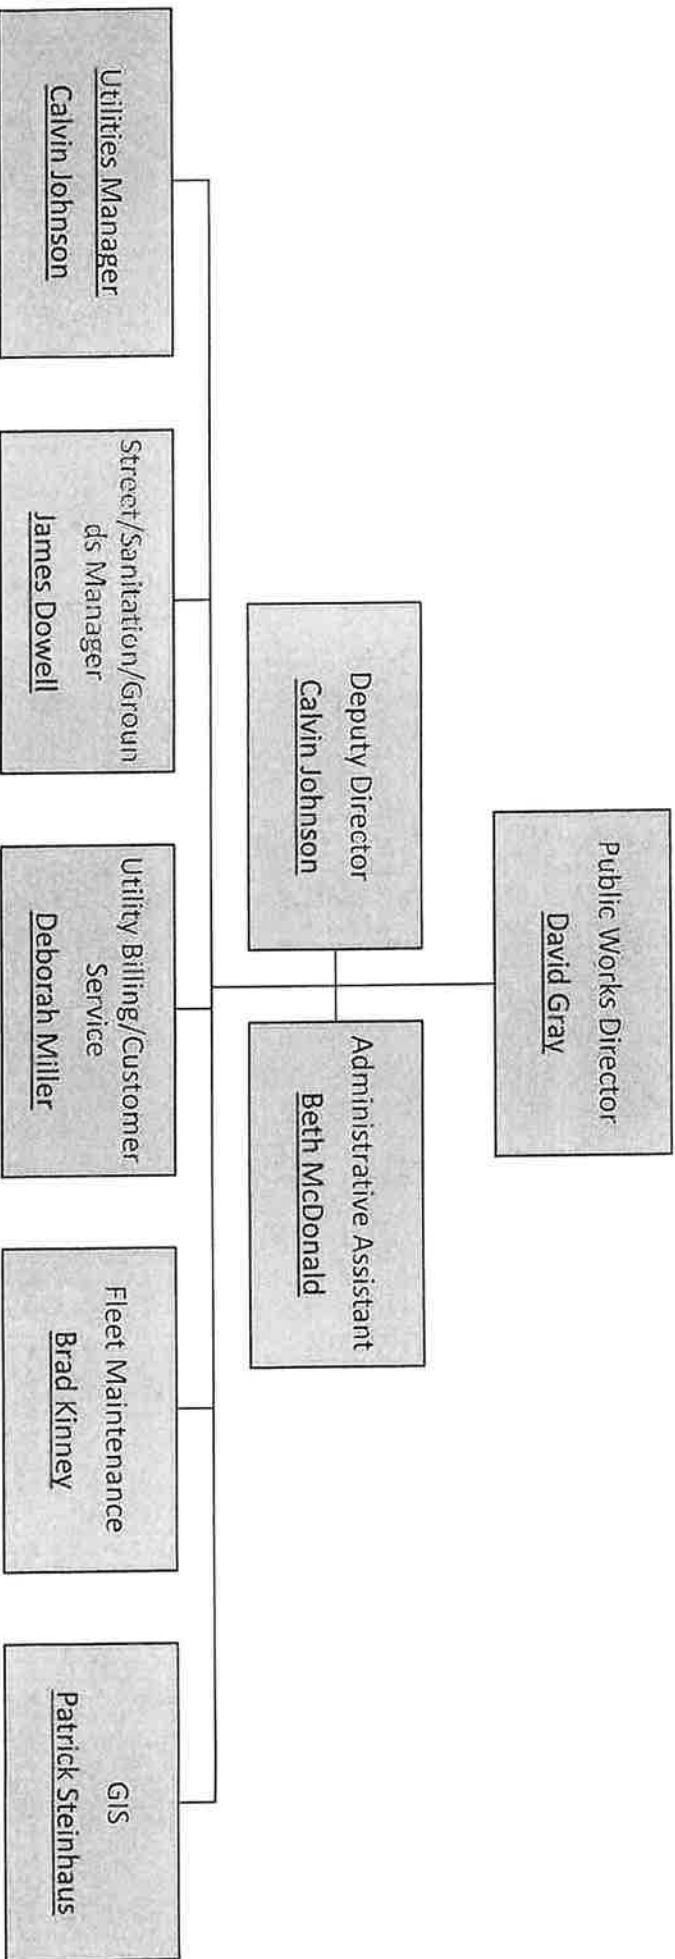 Public Works Director
David Gray
Deputy Director
Calvin Johnson
Administrative Assistant
Beth McDonald
Utilities Manager
Calvin Johnson
Street/Sanitation/Groun
ds Manager
James Dowell
Utility Billing/Customer
Service
Deborah Miller
Fleet Maintenance
Brad Kinney
GIS
Patrick Steinhaus